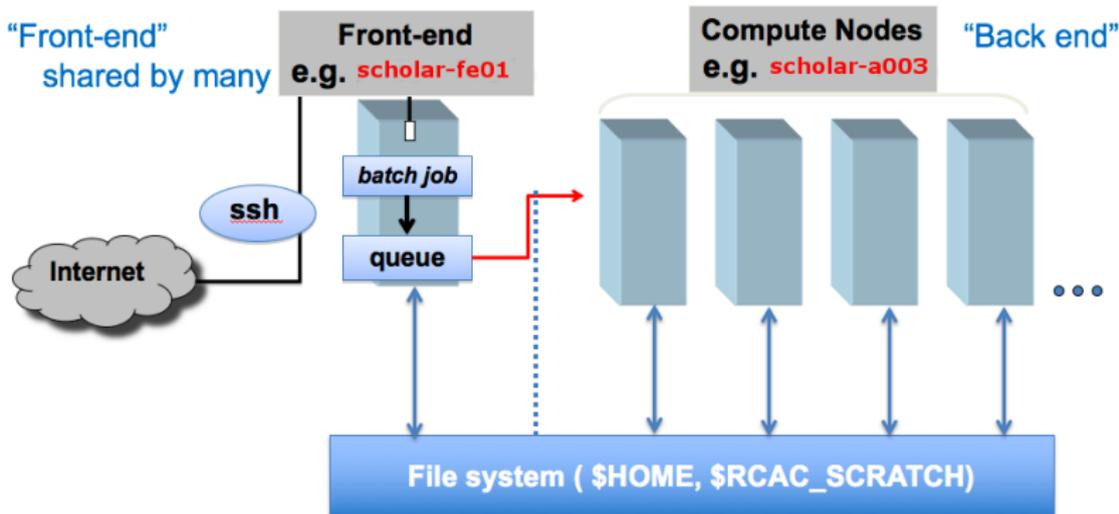 “Front-end”
shared by many
Front-end
e.g. scholar-fe01
Compute Nodes
e.g. scholar-a003
“Back end”
batch job
ssh
queue
Internet
File system ( $HOME, $RCAC_SCRATCH)